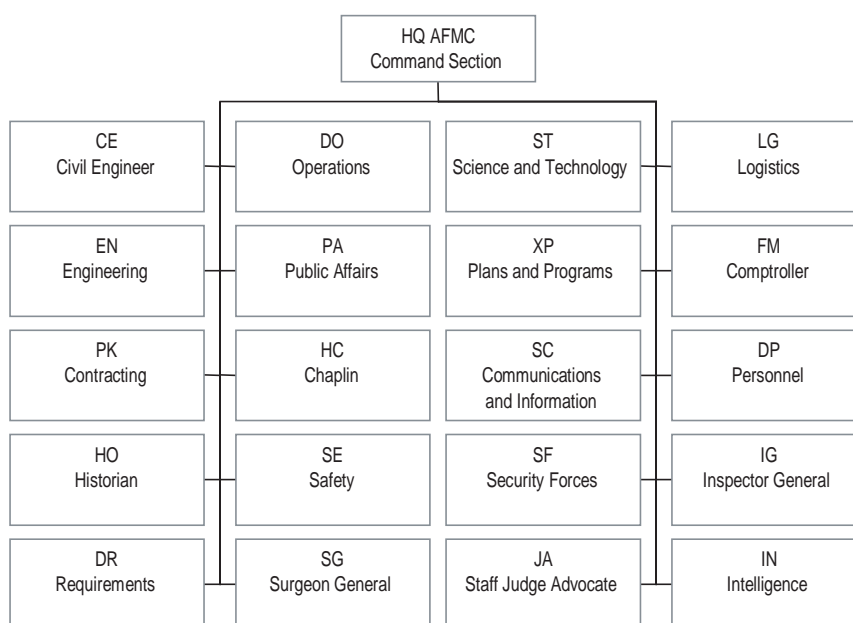 HQ AFMC
Command Section
CE
Civil Engineer
DO
Operations
ST
Science and Technology
LG
Logistics
EN
Engineering
PA
Public Affairs
XP
Plans and Programs
FM
Comptroller
PK
Contracting
HC
Chaplin
SC
Communications
and Information
DP
Personnel
HO
Historian
SE
Safety
SF
Security Forces
IG
Inspector General
DR
Requirements
SG
Surgeon General
JA
Staff Judge Advocate
IN
Intelligence